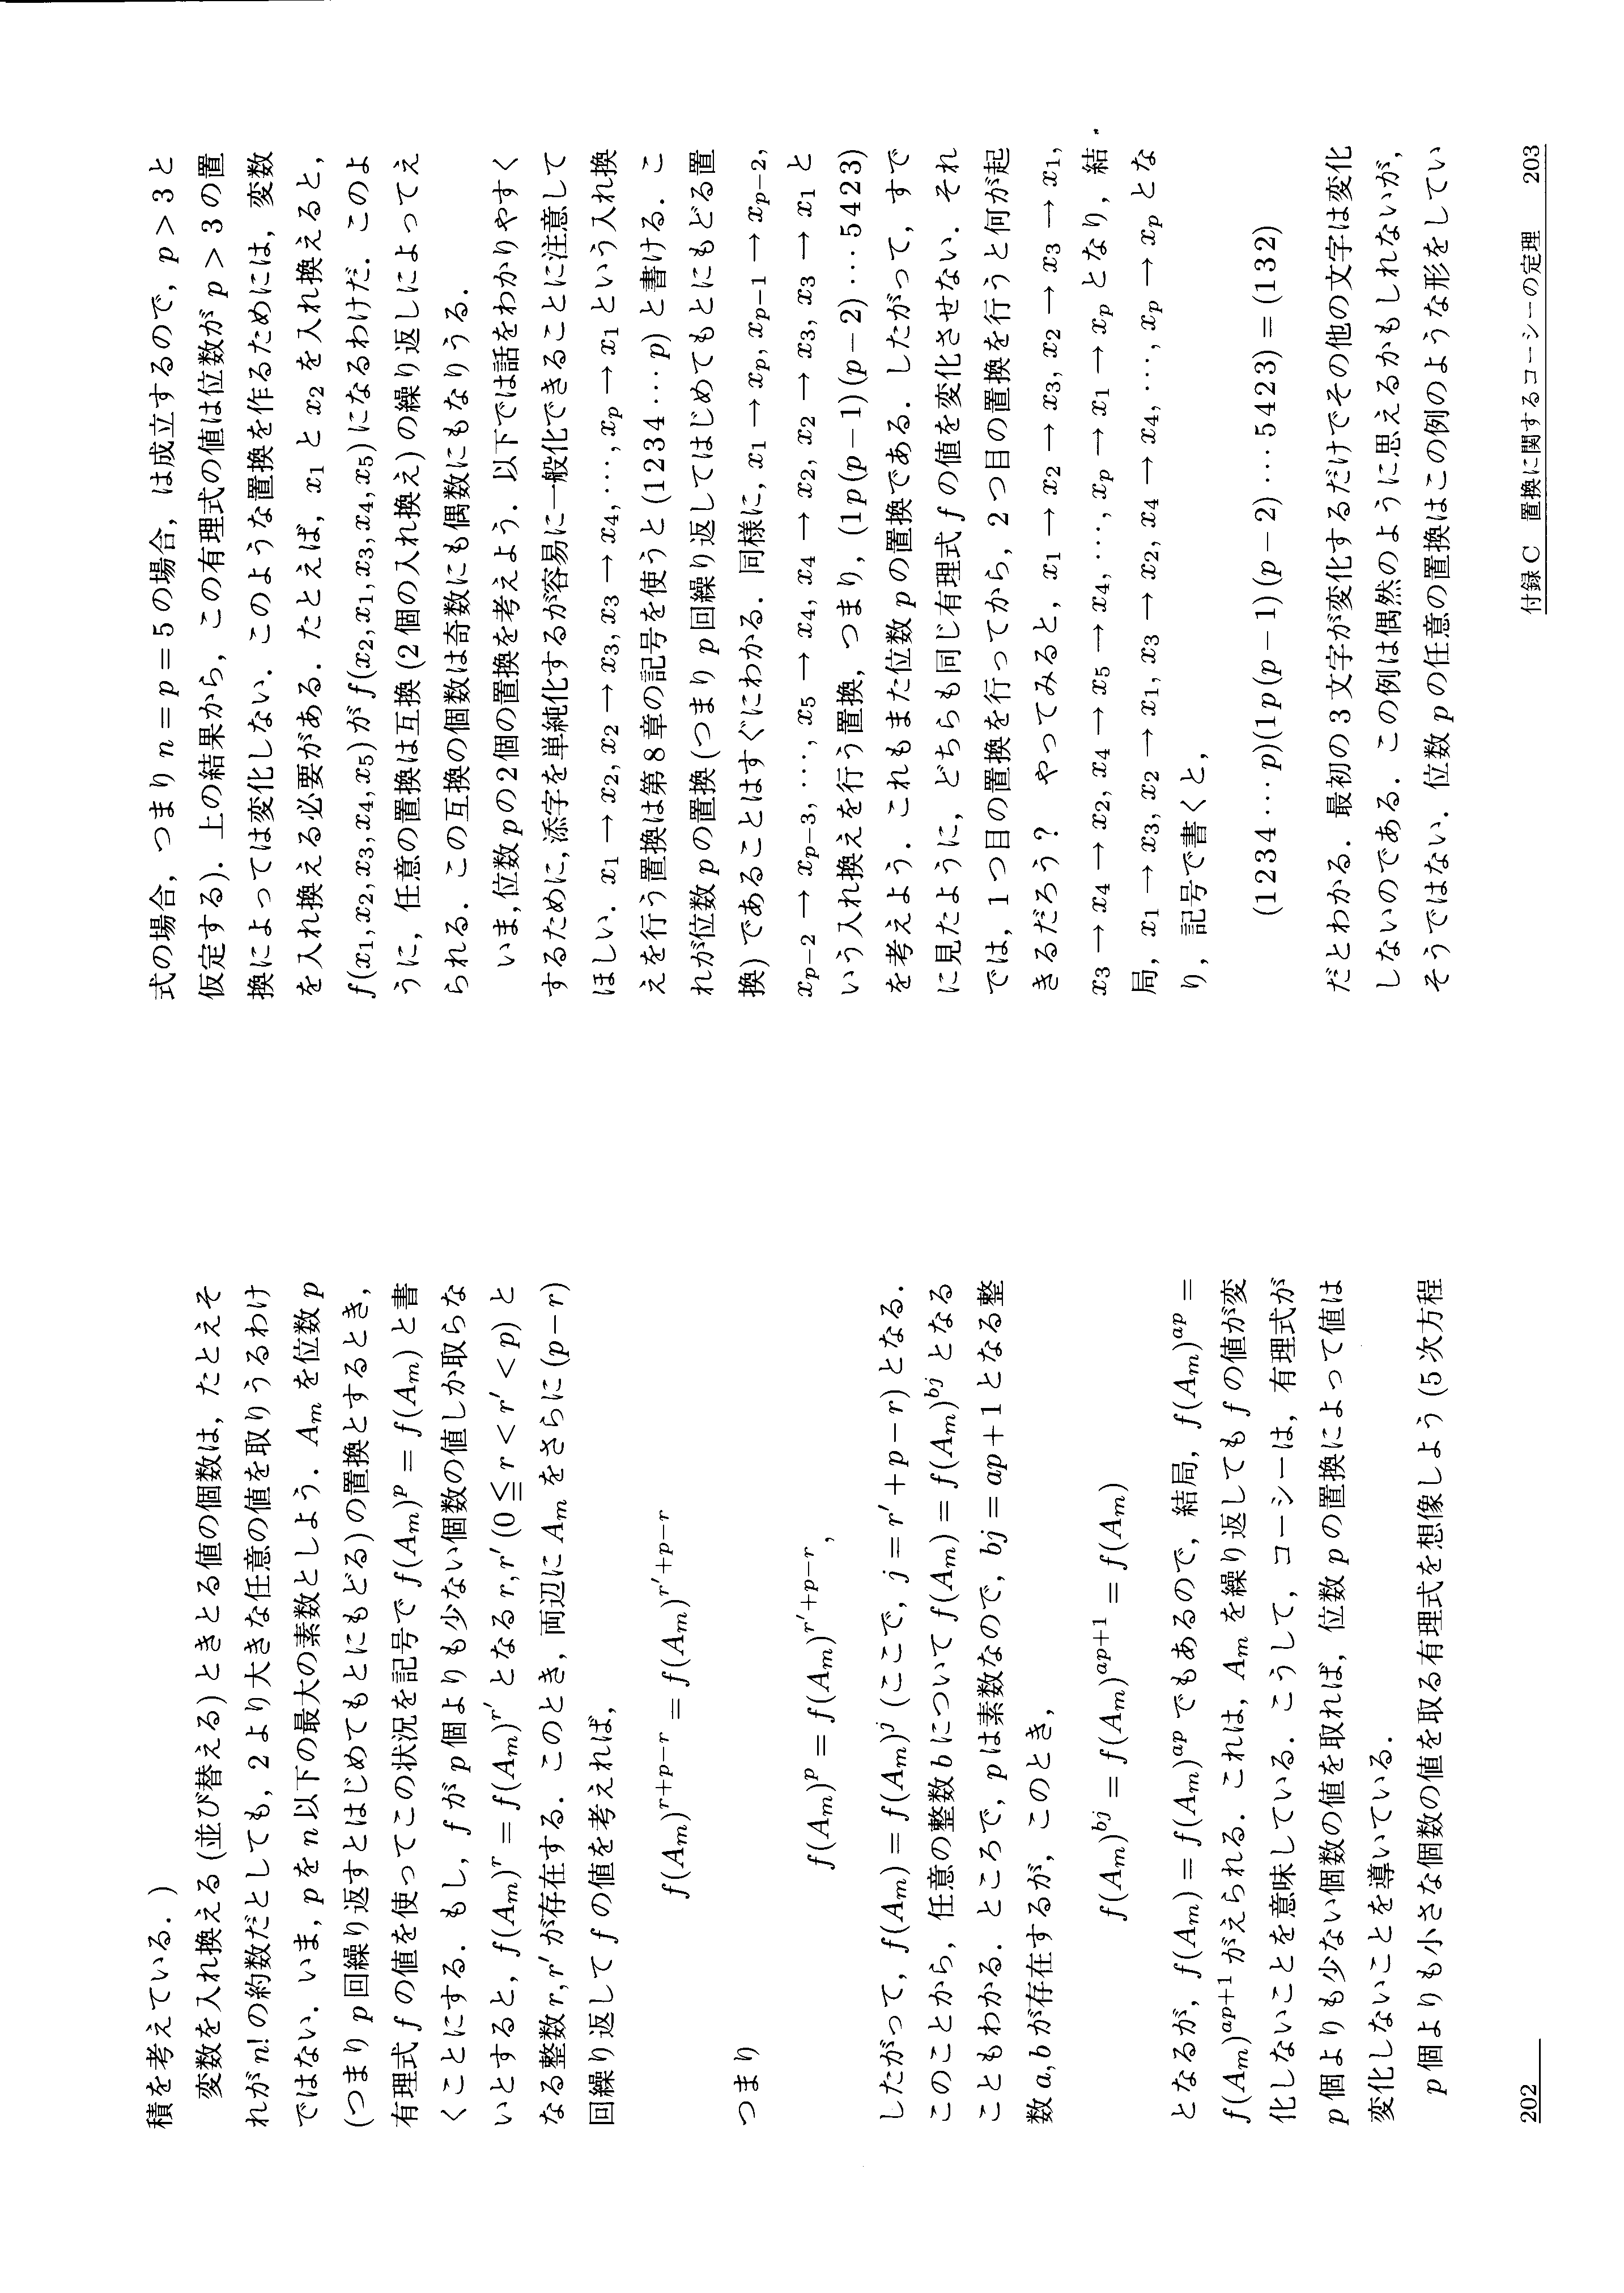 積を考えている．)
変数を入れ換える (並び替える) ときとる値の個数は，たとえそ
れが n! の約数だとしても，2 より大きな任意の値を取りうるわけ
ではない．いま，p を n 以下の最大の素数としよう．A_m を位数 p
(つまり p 回繰り返すとはじめてもとにもどる) の置換とするとき，
有理式 f の値を使ってこの状況を記号で f(A_m)^p = f(A_m) と書
くことにする．もし，f が p 個よりも少ない個数の値しか取らな
いとすると，f(A_m)^r = f(A_m)^{r'} となる r, r' (0 ≦ r < r' < p) と
なる整数 r, r' が存在する．このとき，両辺に A_m をさらに (p−r)
回繰り返して f の値を考えれば，
f(A_m)^{r+p−r} = f(A_m)^{r'+p−r}
つまり
f(A_m)^p = f(A_m)^{r'+p−r},
したがって，f(A_m) = f(A_m)^j (ここで，j = r' + p − r) となる．
このことから，任意の整数 b について f(A_m) = f(A_m)^{bj} となる
こともわかる．ところで，p は素数なので，bj = ap + 1 となる整
数 a, b が存在するが，このとき，
f(A_m)^{bj} = f(A_m)^{ap+1} = f(A_m)
となるが，f(A_m) = f(A_m)^{ap} でもあるので，結局，f(A_m)^{ap} =
f(A_m)^{ap+1} がえられる．これは，A_m を繰り返しても f の値が変
化しないことを意味している．こうして，コーシーは，有理式が
p 個よりも少ない個数の値を取れば，位数 p の置換によって値は
変化しないことを導いている．
p 個よりも小さな個数の値を取る有理式を想像しよう (5 次方程
202
式の場合，つまり n = p = 5 の場合，は成立するので，p > 3 と
仮定する)．上の結果から，この有理式の値は位数が p > 3 の置
換によっては変化しない．このような置換を作るためには，変数
を入れ換える必要がある．たとえば，x_1 と x_2 を入れ換えると，
f(x_1, x_2, x_3, x_4, x_5) が f(x_2, x_1, x_3, x_4, x_5) になるわけだ．このよ
うに，任意の置換は互換 (2 個の入れ換え) の繰り返しによってえ
られる．この互換の個数は奇数にも偶数にもなりうる．
いま，位数 p の 2 個の置換を考えよう．以下では話をわかりやすく
するために，添字を単純化するが容易に一般化できることに注意して
ほしい．x_1 → x_2, x_2 → x_3, x_3 → x_4, ⋯, x_p → x_1 という入れ換
えを行う置換は第 8 章の記号を使うと (1 2 3 4 ⋯ p) と書ける．こ
れが位数 p の置換 (つまり p 回繰り返してはじめてもとにもどる置
換) であることはすぐにわかる．同様に，x_1 → x_p, x_{p−1} → x_{p−2},
x_{p−2} → x_{p−3}, ⋯, x_5 → x_4, x_4 → x_2, x_2 → x_3, x_3 → x_1 と
いう入れ換えを行う置換，つまり，(1 p (p − 1) (p − 2) ⋯ 5 4 2 3)
を考えよう．これもまた位数 p の置換である．したがって，すで
に見たように，どちらも同じ有理式 f の値を変化させない．それ
では，1 つ目の置換を行ってから，2 つ目の置換を行うと何が起
きるだろう？　やってみると，x_1 → x_2 → x_3, x_2 → x_3 → x_1,
x_3 → x_4 → x_2, x_4 → x_5 → x_4, ⋯, x_p → x_1 → x_p となり，結
局，x_1 → x_3, x_2 → x_1, x_3 → x_2, x_4 → x_4, ⋯, x_p → x_p とな
り，記号で書くと，
(1 2 3 4 ⋯ p)(1 p (p − 1) (p − 2) ⋯ 5 4 2 3) = (1 3 2)
だとわかる．最初の 3 文字が変化するだけでその他の文字は変化
しないのである．この例は偶然のように思えるかもしれないが，
そうではない．位数 p の任意の置換はこの例のような形をしてい
付録 C　置換に関するコーシーの定理　203